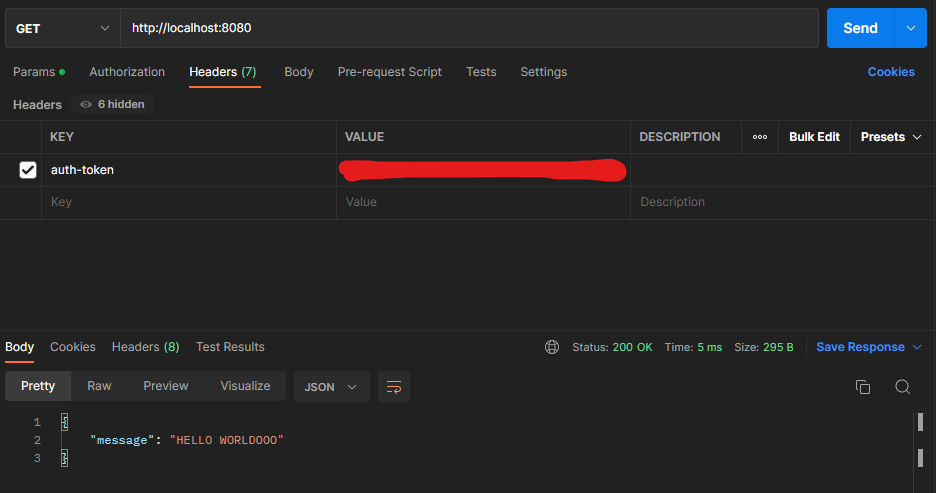 GET http://localhost:8080 Send
Params Authorization Headers (7) Body Pre-request Script Tests Settings Cookies
Headers 6 hidden
KEY VALUE DESCRIPTION ooo Bulk Edit Presets
auth-token
Key Value Description
Body Cookies Headers (8) Test Results Status: 200 OK Time: 5 ms Size: 295 B Save Response
Pretty Raw Preview Visualize JSON
1 {
2 "message": "HELLO WORLDOOO"
3 }